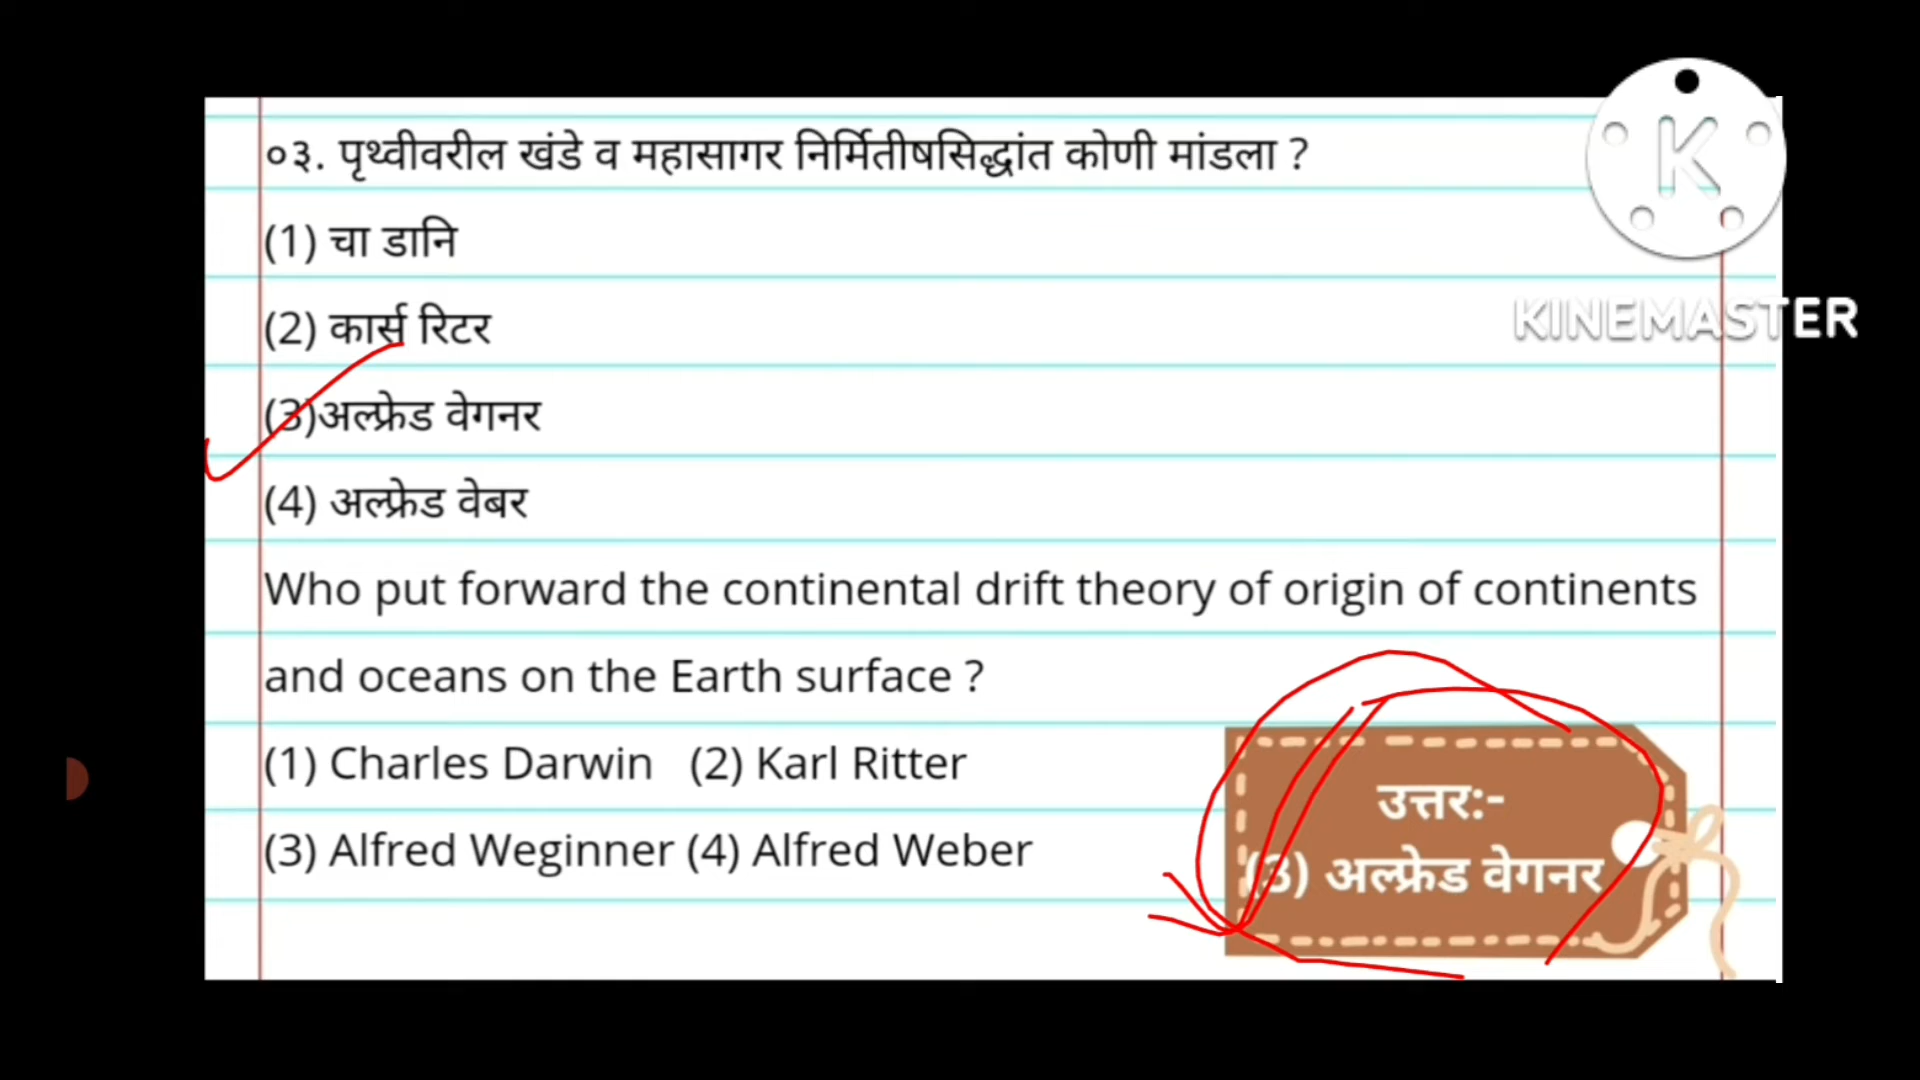 ०३. पृथ्वीवरील खंडे व महासागर निर्मितीषसिद्धांत कोणी मांडला ?
(1) चा डानि
(2) कार्स रिटर
(3)अल्फ्रेड वेगनर
(4) अल्फ्रेड वेबर
Who put forward the continental drift theory of origin of continents
and oceans on the Earth surface ?
(1) Charles Darwin (2) Karl Ritter
(3) Alfred Weginner (4) Alfred Weber
उत्तरः-
(3) अल्फ्रेड वेगनर
K
KINEMASTER